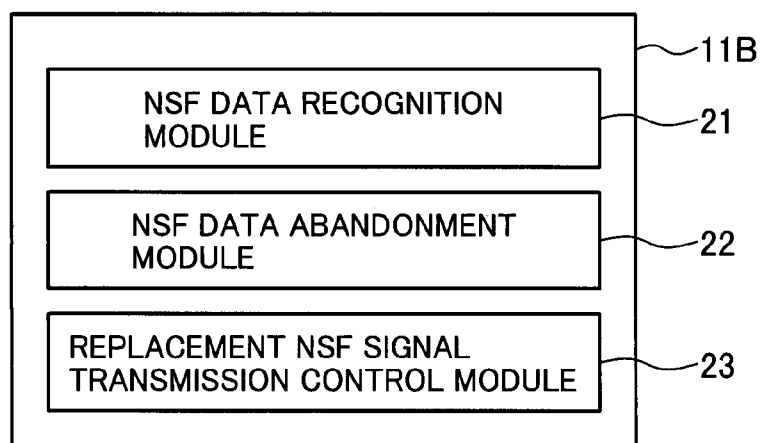 11B
NSF DATA RECOGNITION
MODULE
21
NSF DATA ABANDONMENT
MODULE
22
REPLACEMENT NSF SIGNAL
TRANSMISSION CONTROL MODULE
23